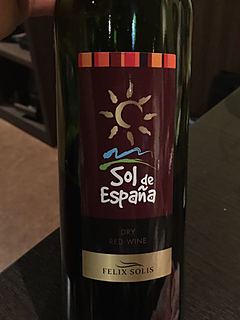 Sol de
España
DRY
RED WINE
FELIX SOLIS